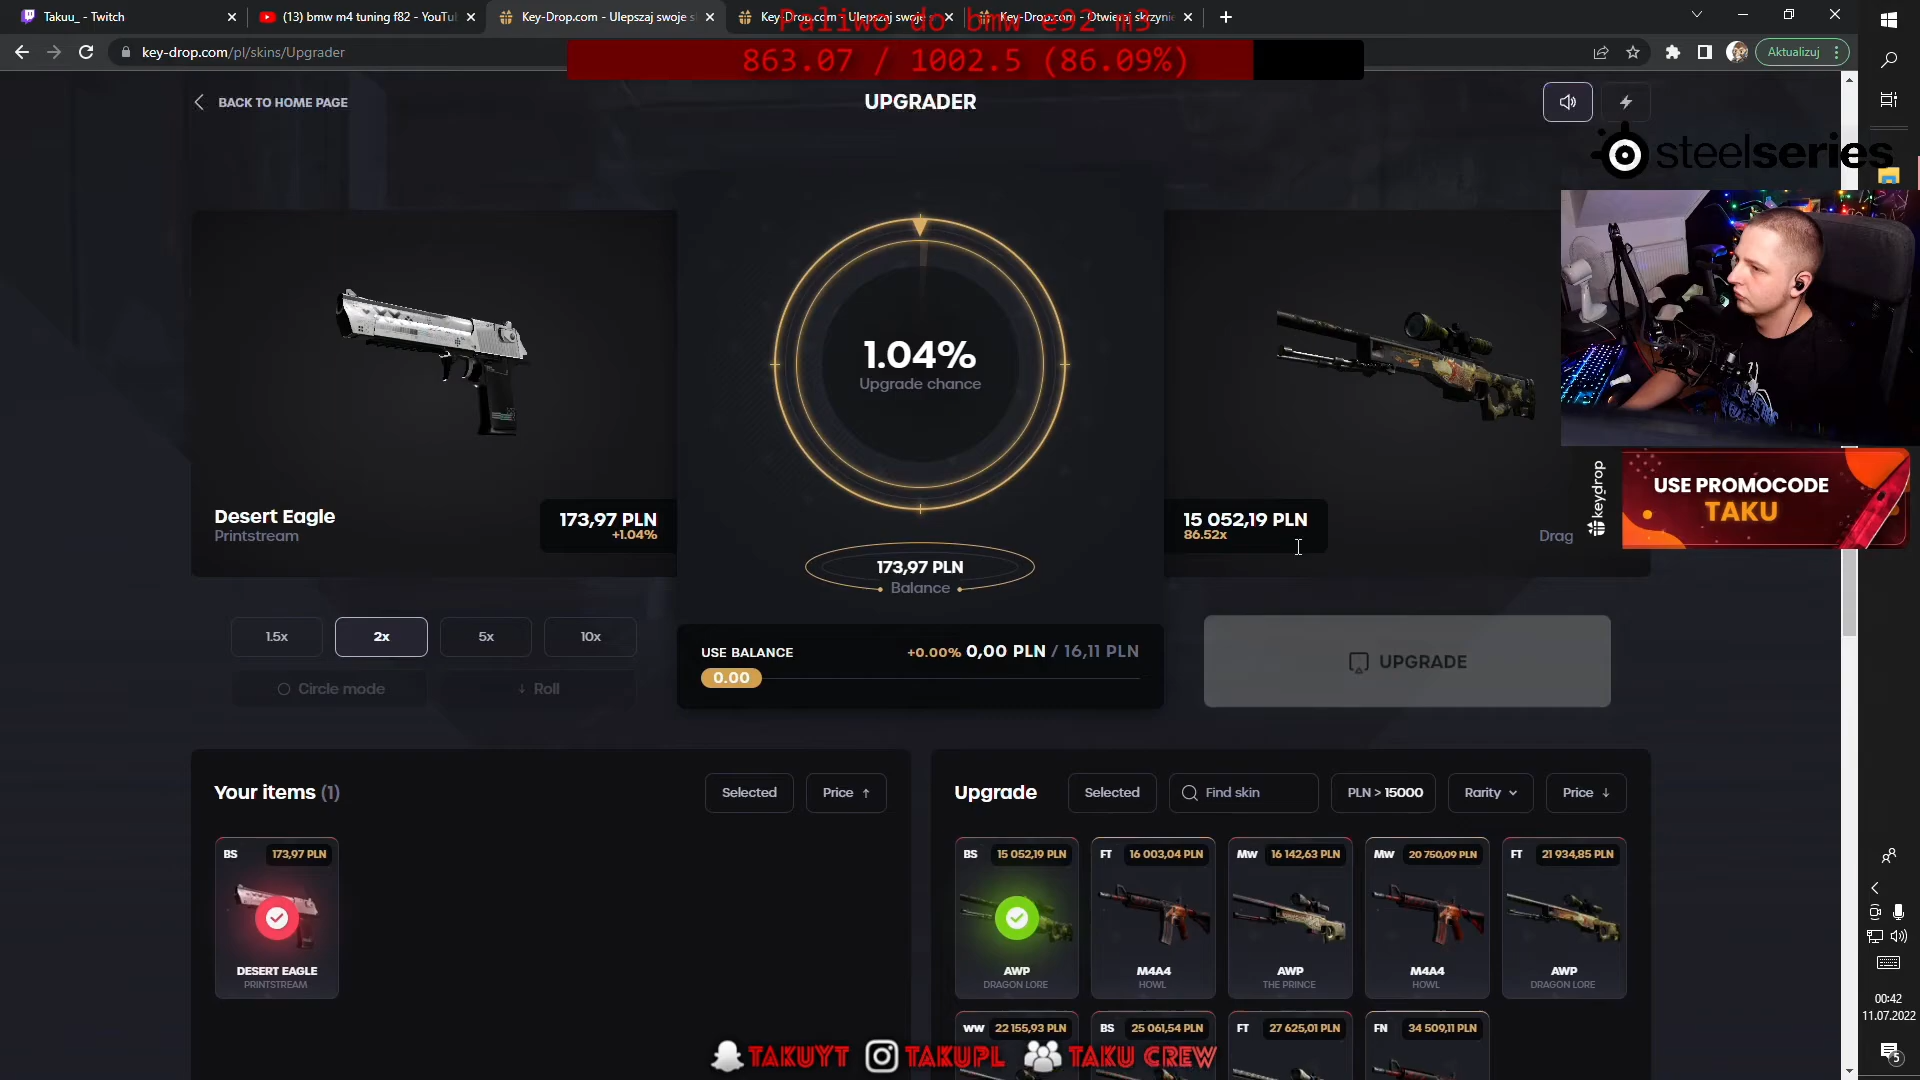 Takuu_ - Twitch
(13) bmw m4 tuning f82 - YouTu
Key-Drop.com - Ulepszaj swoje s
Key-Drop.com - Ulepszaj swoje s
Key-Drop.com - Otwieraj skrzynie
Paliwo do bmw e92 m3
key-drop.com/pl/skins/Upgrader
863.07 / 1002.5 (86.09%)
Aktualizuj
BACK TO HOME PAGE
UPGRADER
steelseries
1.04%
Upgrade chance
Desert Eagle
Printstream
173,97 PLN
+1.04%
15 052,19 PLN
86.52x
Drag
keydrop
USE PROMOCODE
TAKU
173,97 PLN
Balance
1.5x
2x
5x
10x
USE BALANCE
+0.00% 0,00 PLN / 16,11 PLN
0.00
UPGRADE
Circle mode
Roll
Your items (1)
Selected
Price
Upgrade
Selected
Find skin
PLN > 15000
Rarity
Price
BS 173,97 PLN
DESERT EAGLE
PRINTSTREAM
BS 15 052,19 PLN
AWP
DRAGON LORE
FT 16 003,04 PLN
M4A4
HOWL
MW 16 142,63 PLN
AWP
THE PRINCE
MW 20 750,09 PLN
M4A4
HOWL
FT 21 934,85 PLN
AWP
DRAGON LORE
WW 22 155,93 PLN
BS 25 061,54 PLN
FT 27 625,01 PLN
FN 34 509,11 PLN
TAKUYT
TAKUPL
TAKU CREW
00:42
11.07.2022
5